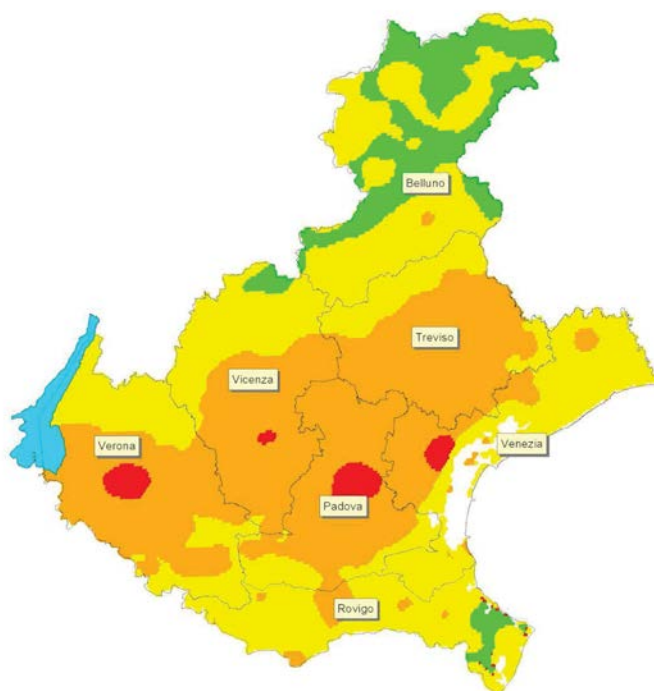 Belluno
Treviso
Vicenza
Verona
Venezia
Padova
Rovigo